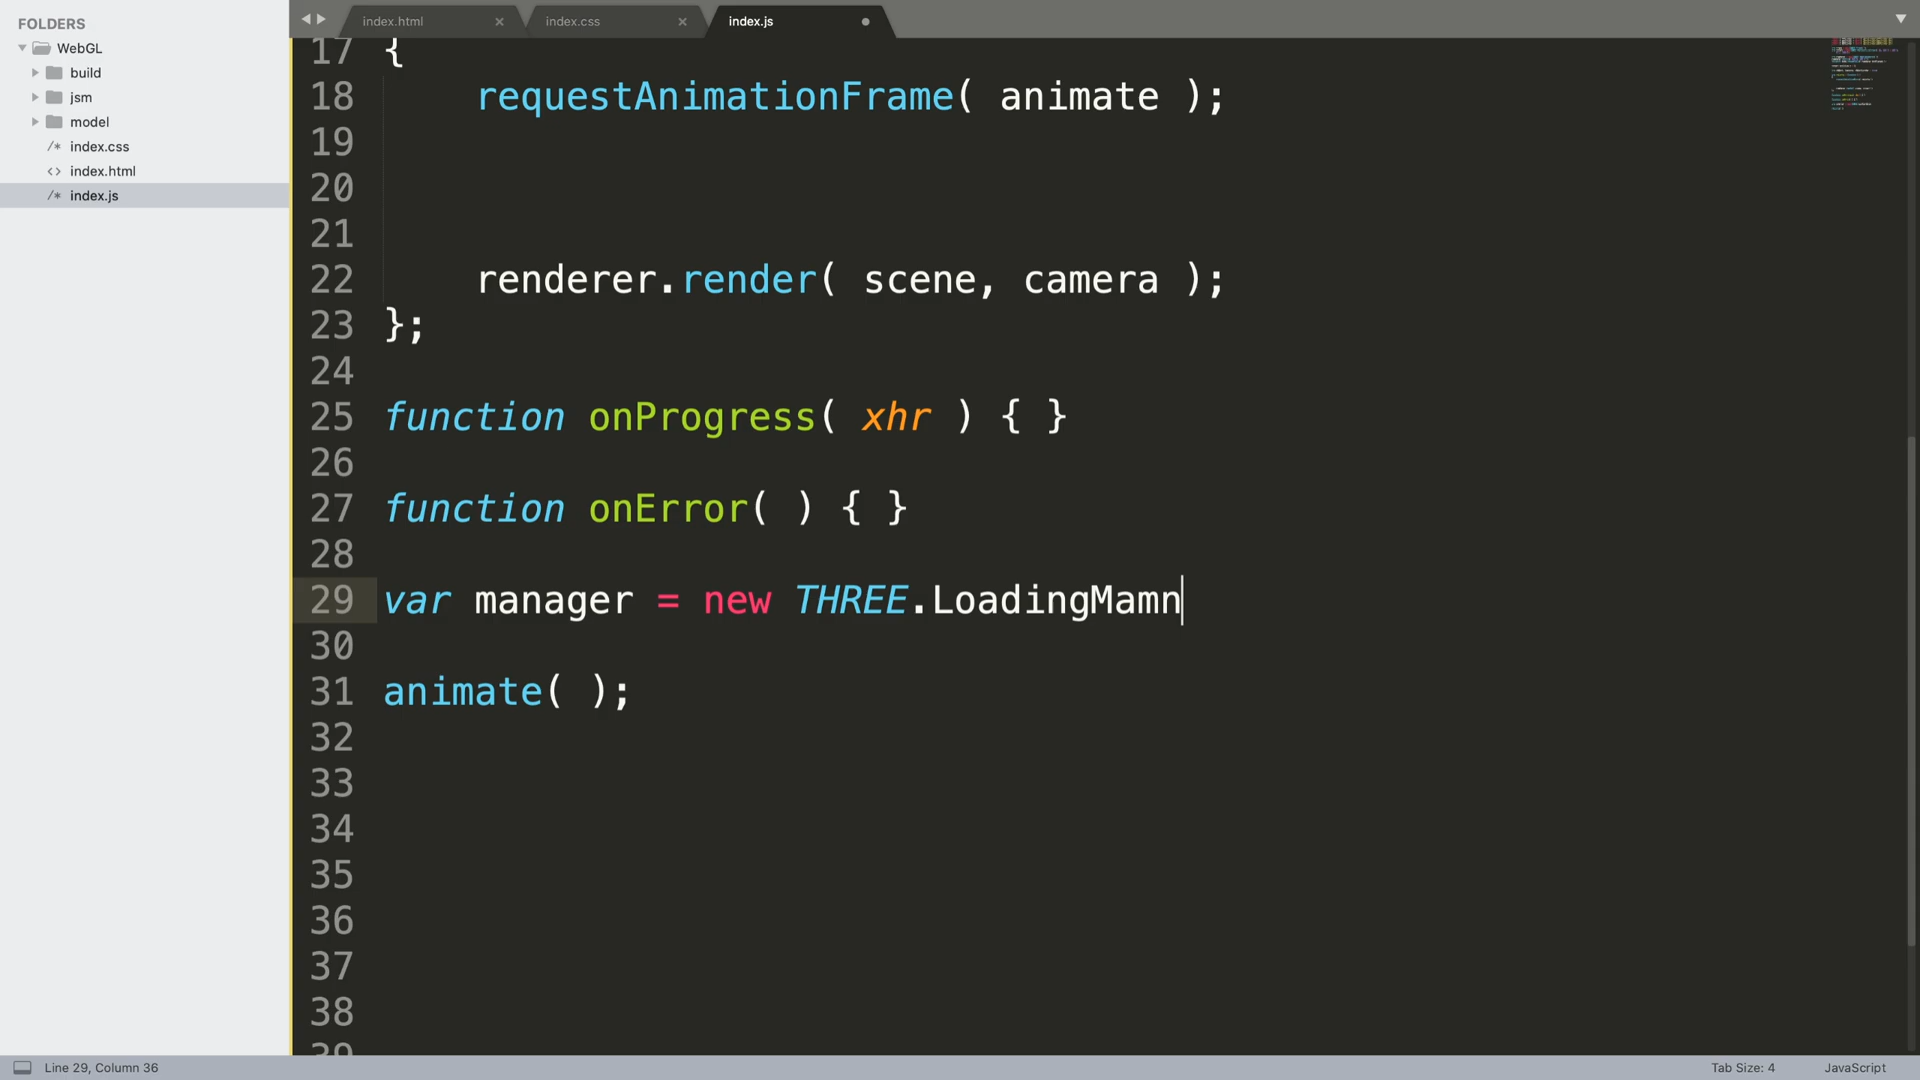 FOLDERS
WebGL
build
jsm
model
/* index.css
<> index.html
/* index.js
index.html ×
index.css ×
index.js
17 {
18 requestAnimationFrame( animate );
19
20
21
22 renderer.render( scene, camera );
23 };
24
25 function onProgress( xhr ) { }
26
27 function onError( ) { }
28
29 var manager = new THREE.LoadingMamn
30
31 animate( );
32
33
34
35
36
37
38
39
Line 29, Column 36
Tab Size: 4
JavaScript